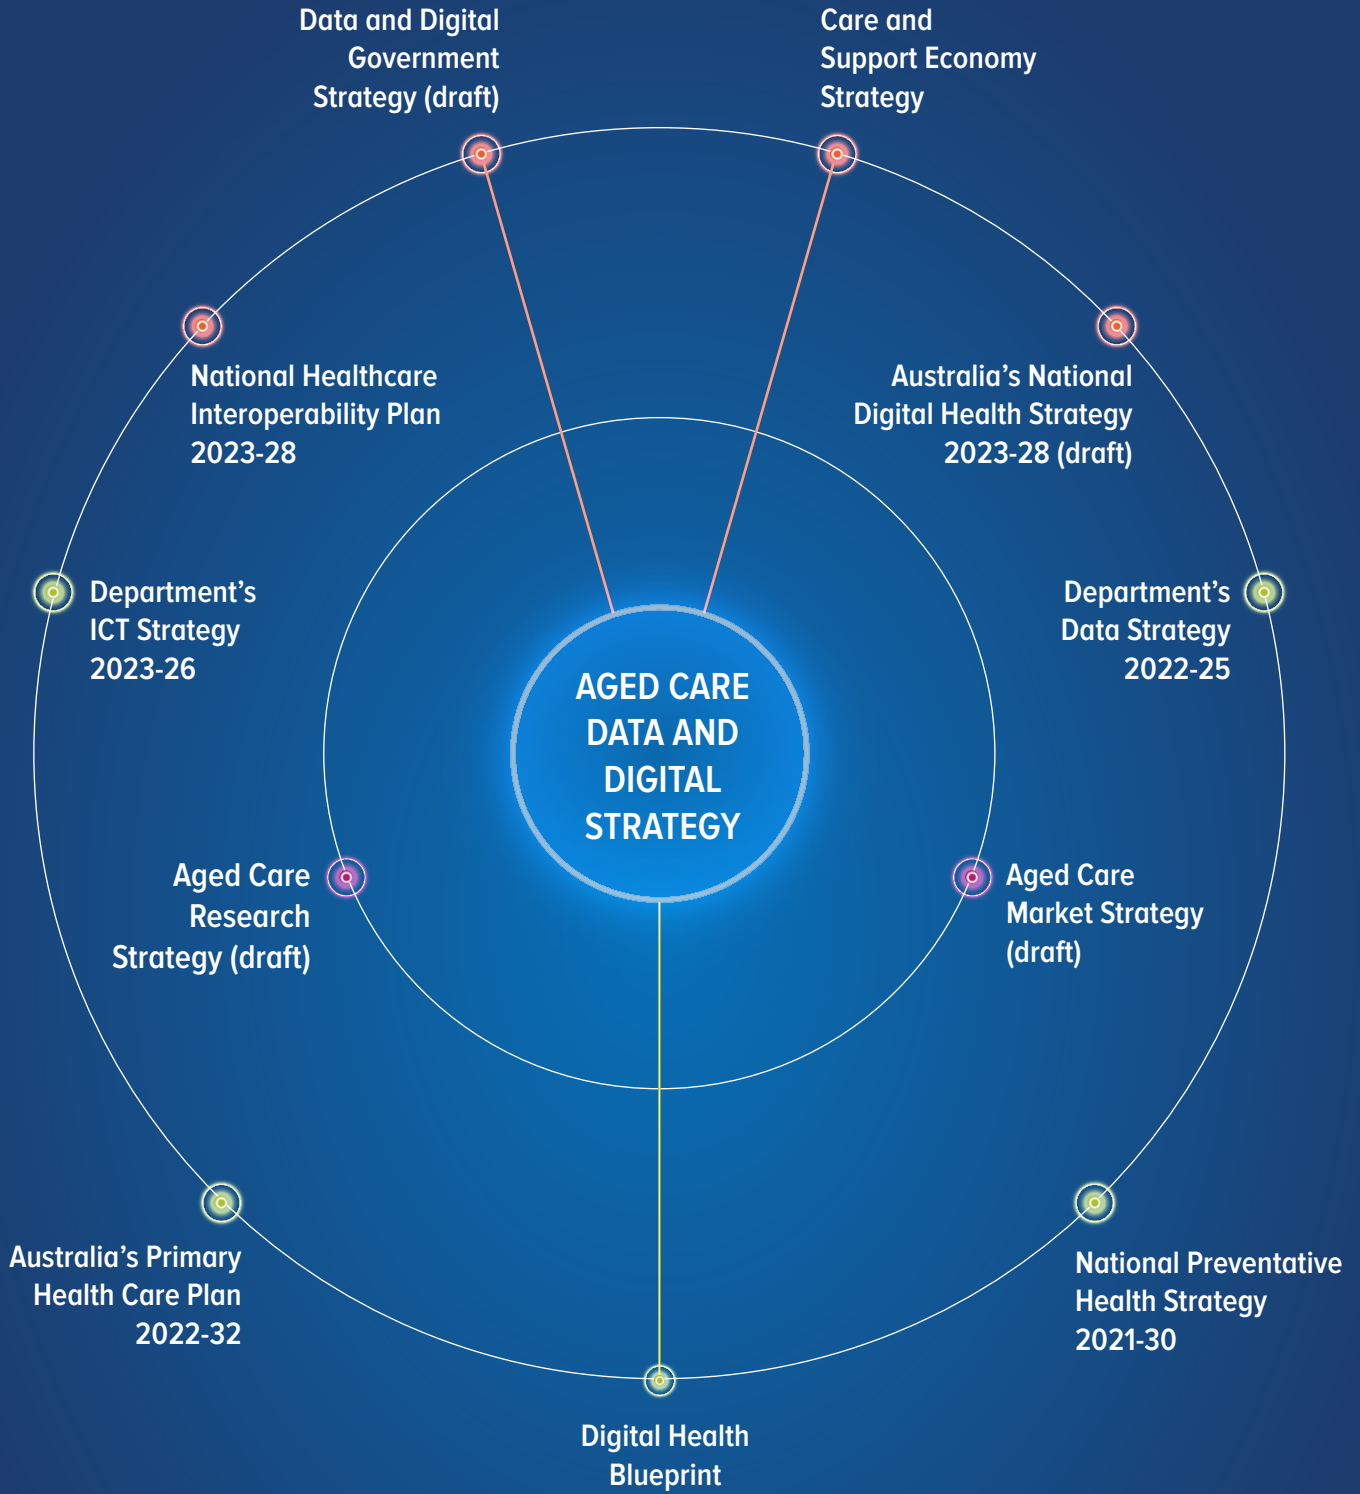 Data and Digital
Government
Strategy (draft)
Care and
Support Economy
Strategy
National Healthcare
Interoperability Plan
2023-28
Australia’s National
Digital Health Strategy
2023-28 (draft)
Department’s
ICT Strategy
2023-26
Department’s
Data Strategy
2022-25
AGED CARE
DATA AND
DIGITAL
STRATEGY
Aged Care
Research
Strategy (draft)
Aged Care
Market Strategy
(draft)
Australia’s Primary
Health Care Plan
2022-32
National Preventative
Health Strategy
2021-30
Digital Health
Blueprint